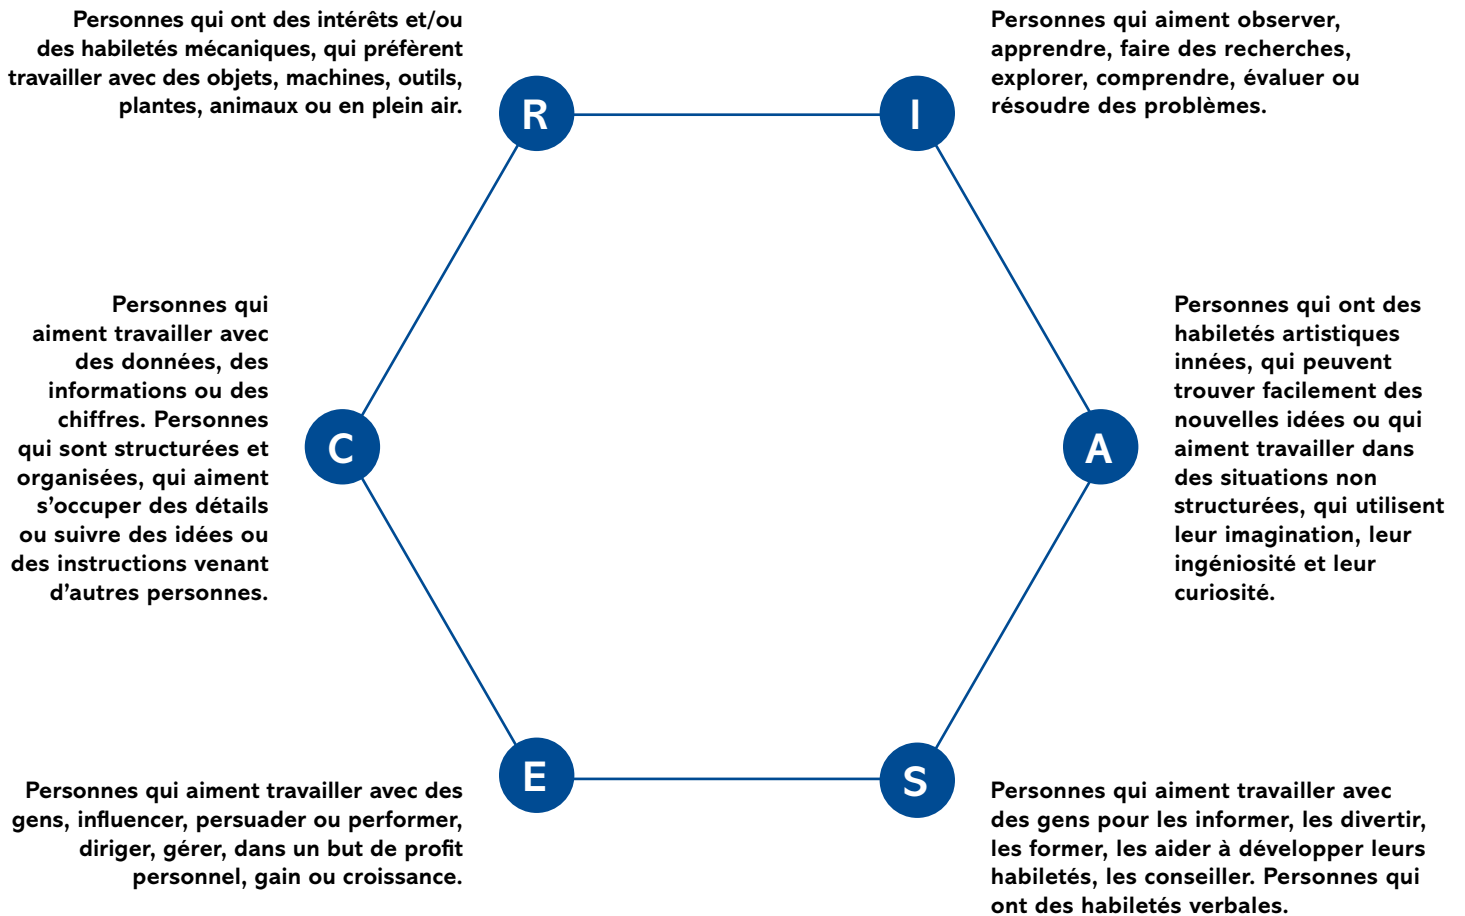 Personnes qui ont des intérêts et/ou
des habiletés mécaniques, qui préfèrent
travailler avec des objets, machines, outils,
plantes, animaux ou en plein air.
R
I
Personnes qui aiment observer,
apprendre, faire des recherches,
explorer, comprendre, évaluer ou
résoudre des problèmes.
Personnes qui
aiment travailler avec
des données, des
informations ou des
chiffres. Personnes
qui sont structurées et
organisées, qui aiment
s’occuper des détails
ou suivre des idées ou
des instructions venant
d’autres personnes.
C
A
Personnes qui ont des
habiletés artistiques
innées, qui peuvent
trouver facilement des
nouvelles idées ou qui
aiment travailler dans
des situations non
structurées, qui utilisent
leur imagination, leur
ingéniosité et leur
curiosité.
Personnes qui aiment travailler avec des
gens, influencer, persuader ou performer,
diriger, gérer, dans un but de profit
personnel, gain ou croissance.
E
S
Personnes qui aiment travailler avec
des gens pour les informer, les divertir,
les former, les aider à développer leurs
habiletés, les conseiller. Personnes qui
ont des habiletés verbales.